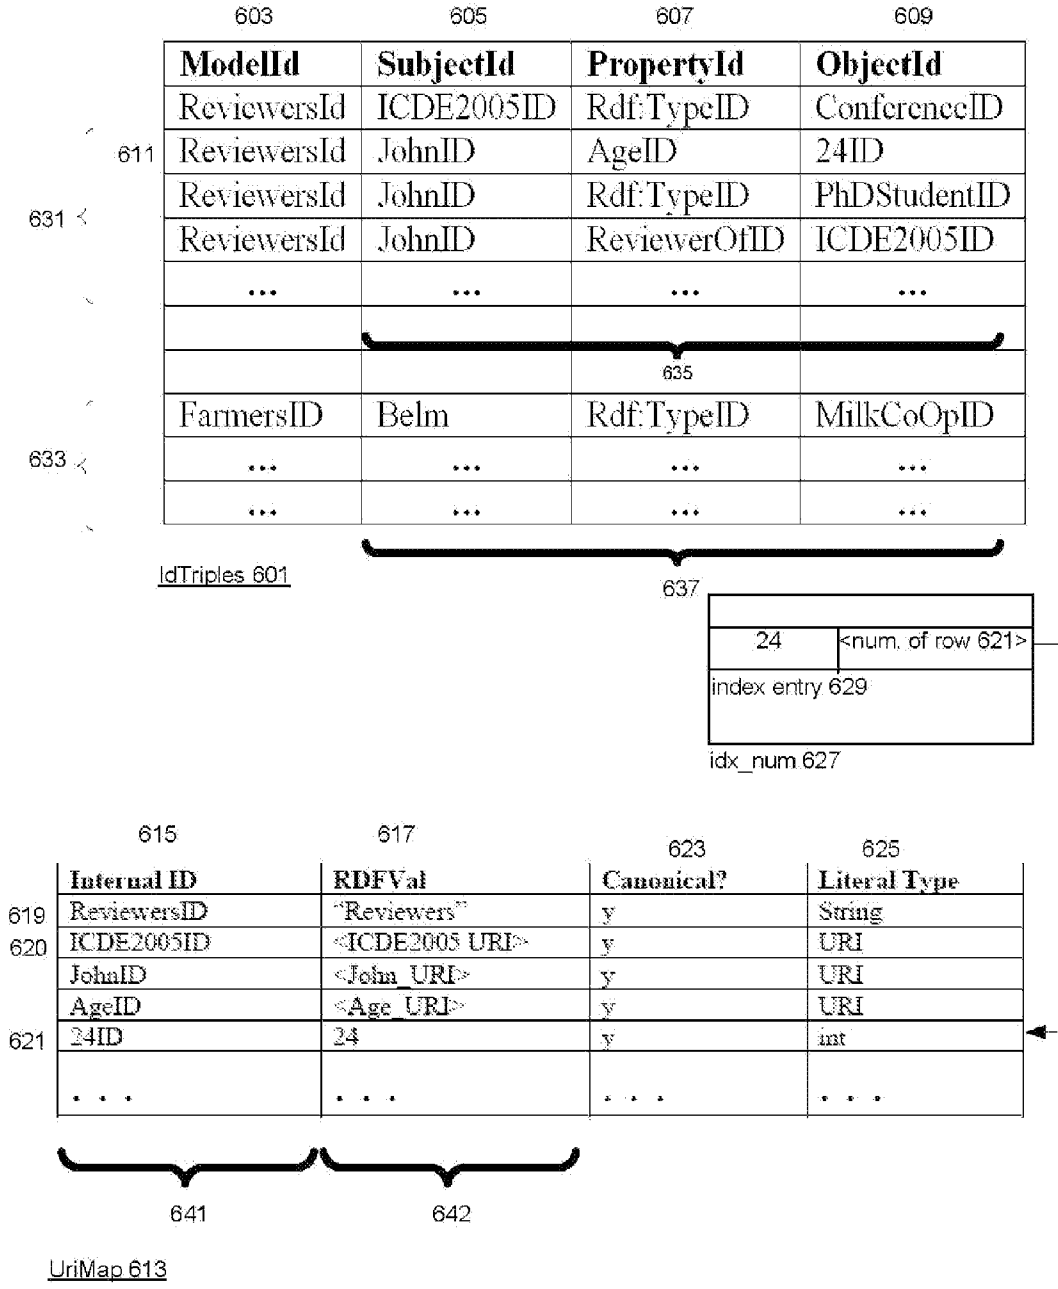 603 605 607 609
ModelId SubjectId PropertyId ObjectId
ReviewersId ICDE2005ID Rdf:TypeID ConferenceID
611 ReviewersId JohnID AgeID 24ID
ReviewersId JohnID Rdf:TypeID PhDStudentID
631 ReviewersId JohnID ReviewerOfID ICDE2005ID
... ... ... ...
635
FarmersID Belm Rdf:TypeID MilkCoOpID
633 ... ... ... ...
... ... ... ...
IdTriples 601
637
24 <num. of row 621>
index entry 629
idx_num 627
615 617 623 625
Internal ID RDFVal Canonical? Literal Type
619 ReviewersID "Reviewers" y String
620 ICDE2005ID <ICDE2005 URI> y URI
JohnID <John_URI> y URI
AgeID <Age_URI> y URI
621 24ID 24 y int
. . . . . . . . . . . .
641 642
UriMap 613